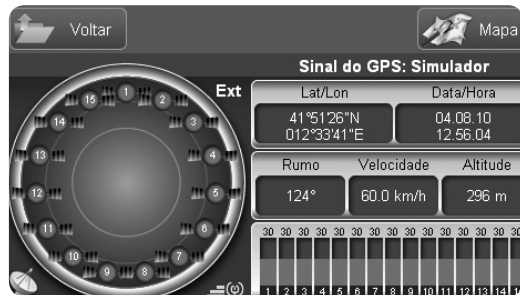 Voltar
Mapa
Sinal do GPS: Simulador
Ext
Lat/Lon
Data/Hora
41°51'26"N
04.08.10
012°33'41"E
12.56.04
Rumo
Velocidade
Altitude
124°
60.0 km/h
296 m
1 2 3 4 5 6 7 8 9 10 11 12 13 14 15
30 30 30 30 30 30 30 30 30 30 30 30 30 30
1 2 3 4 5 6 7 8 9 10 11 12 13 14